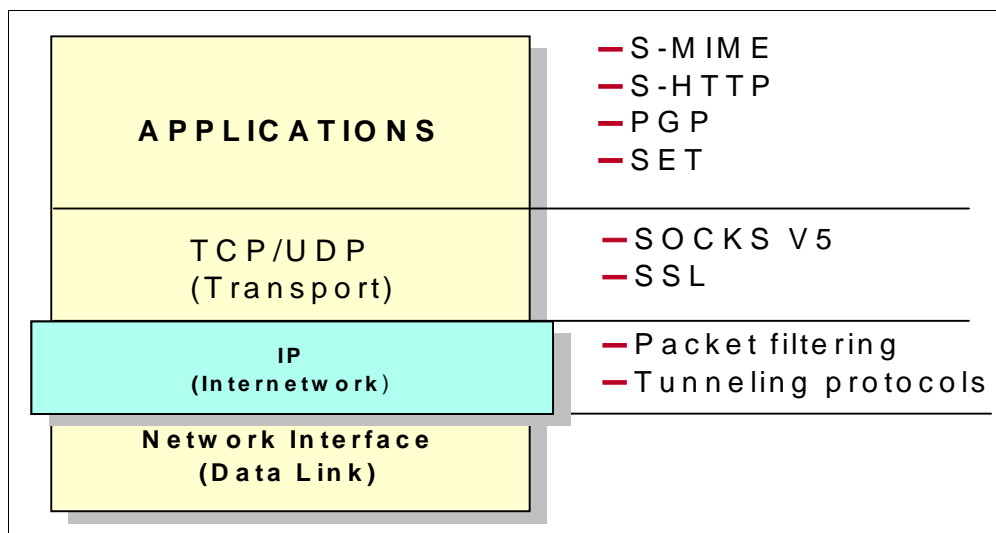 APPLICATIONS
— S-MIME
— S-HTTP
— PGP
— SET
TCP/UDP
(Transport)
— SOCKS V5
— SSL
IP
(Internetwork)
— Packet filtering
— Tunneling protocols
Network Interface
(Data Link)